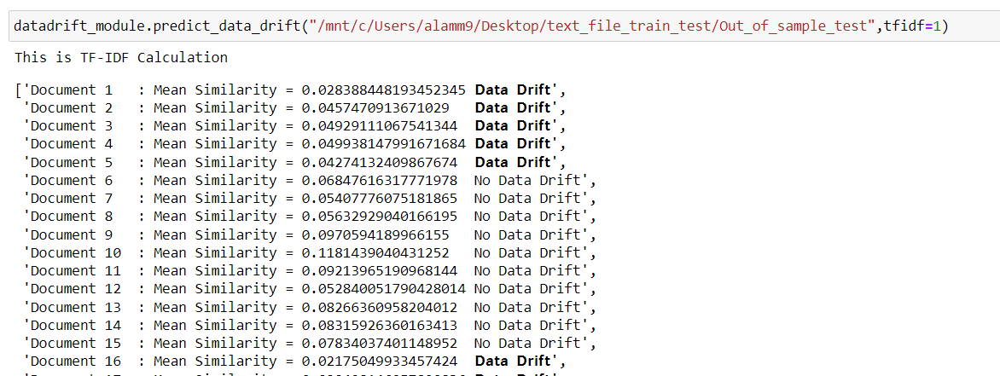 datadrift_module.predict_data_drift("/mnt/c/Users/alamm9/Desktop/text_file_train_test/Out_of_sample_test",tfidf=1)
This is TF-IDF Calculation
['Document 1   : Mean Similarity = 0.028388448193452345 Data Drift',
'Document 2   : Mean Similarity = 0.0457470913671029   Data Drift',
'Document 3   : Mean Similarity = 0.04929111067541344  Data Drift',
'Document 4   : Mean Similarity = 0.049938147991671684 Data Drift',
'Document 5   : Mean Similarity = 0.04274132409867674  Data Drift',
'Document 6   : Mean Similarity = 0.06847616317771978  No Data Drift',
'Document 7   : Mean Similarity = 0.05407776075181865  No Data Drift',
'Document 8   : Mean Similarity = 0.05632929040166195  No Data Drift',
'Document 9   : Mean Similarity = 0.0970594189966155   No Data Drift',
'Document 10  : Mean Similarity = 0.1181439040431252   No Data Drift',
'Document 11  : Mean Similarity = 0.09213965190968144  No Data Drift',
'Document 12  : Mean Similarity = 0.052840051790428014 No Data Drift',
'Document 13  : Mean Similarity = 0.08266360958204012  No Data Drift',
'Document 14  : Mean Similarity = 0.08315926360163413  No Data Drift',
'Document 15  : Mean Similarity = 0.07834037401148952  No Data Drift',
'Document 16  : Mean Similarity = 0.02175049933457424  Data Drift',